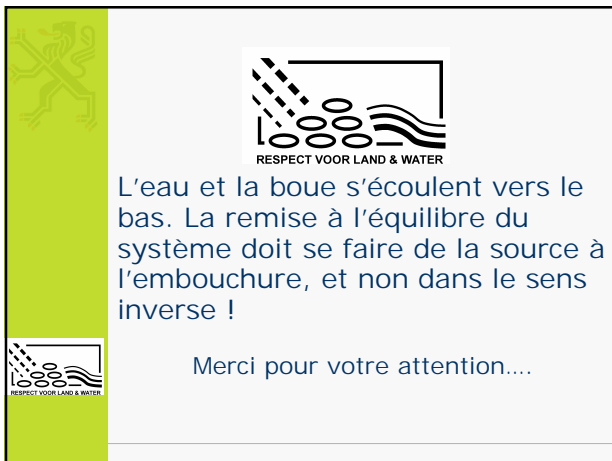 RESPECT VOOR LAND & WATER
L'eau et la boue s'écoulent vers le
bas. La remise à l'équilibre du
système doit se faire de la source à
l'embouchure, et non dans le sens
inverse !
Merci pour votre attention....
RESPECT VOOR LAND & WATER